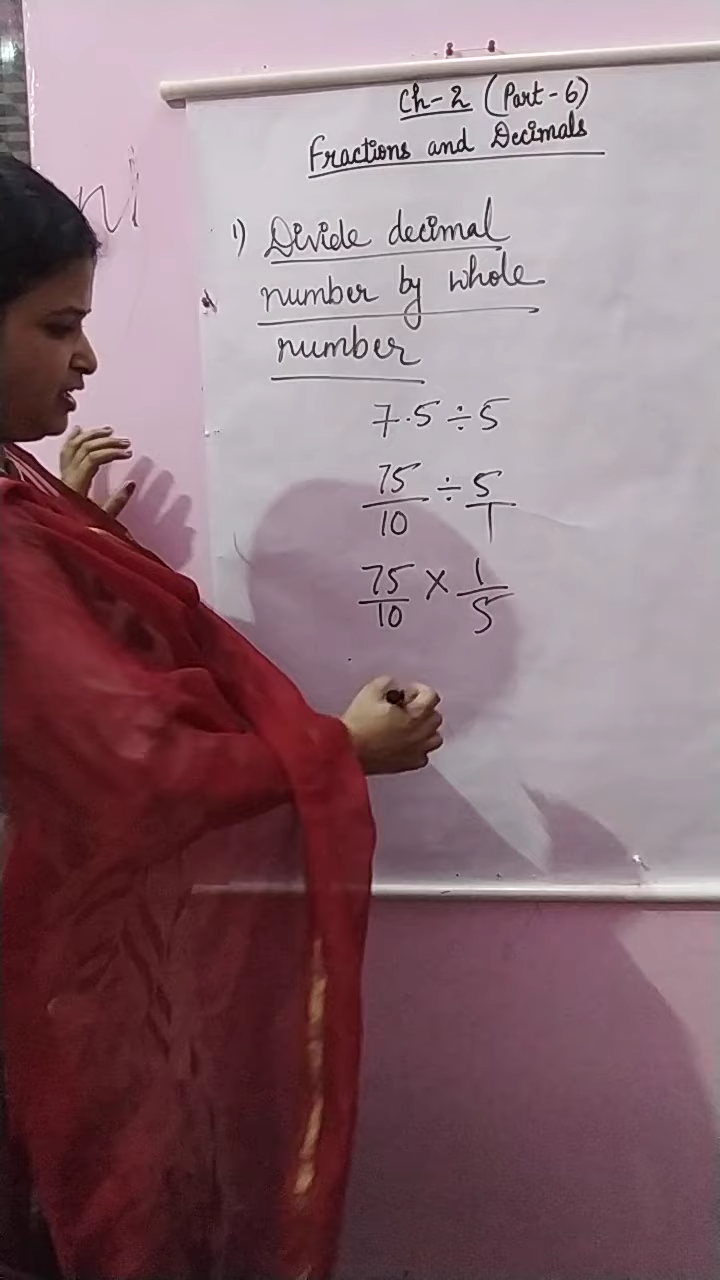 Ch-2 (Part-6)
Fractions and Decimals
1) Divide decimal
number by whole
number
7.5 ÷ 5
75/10 ÷ 5/1
75/10 × 1/5